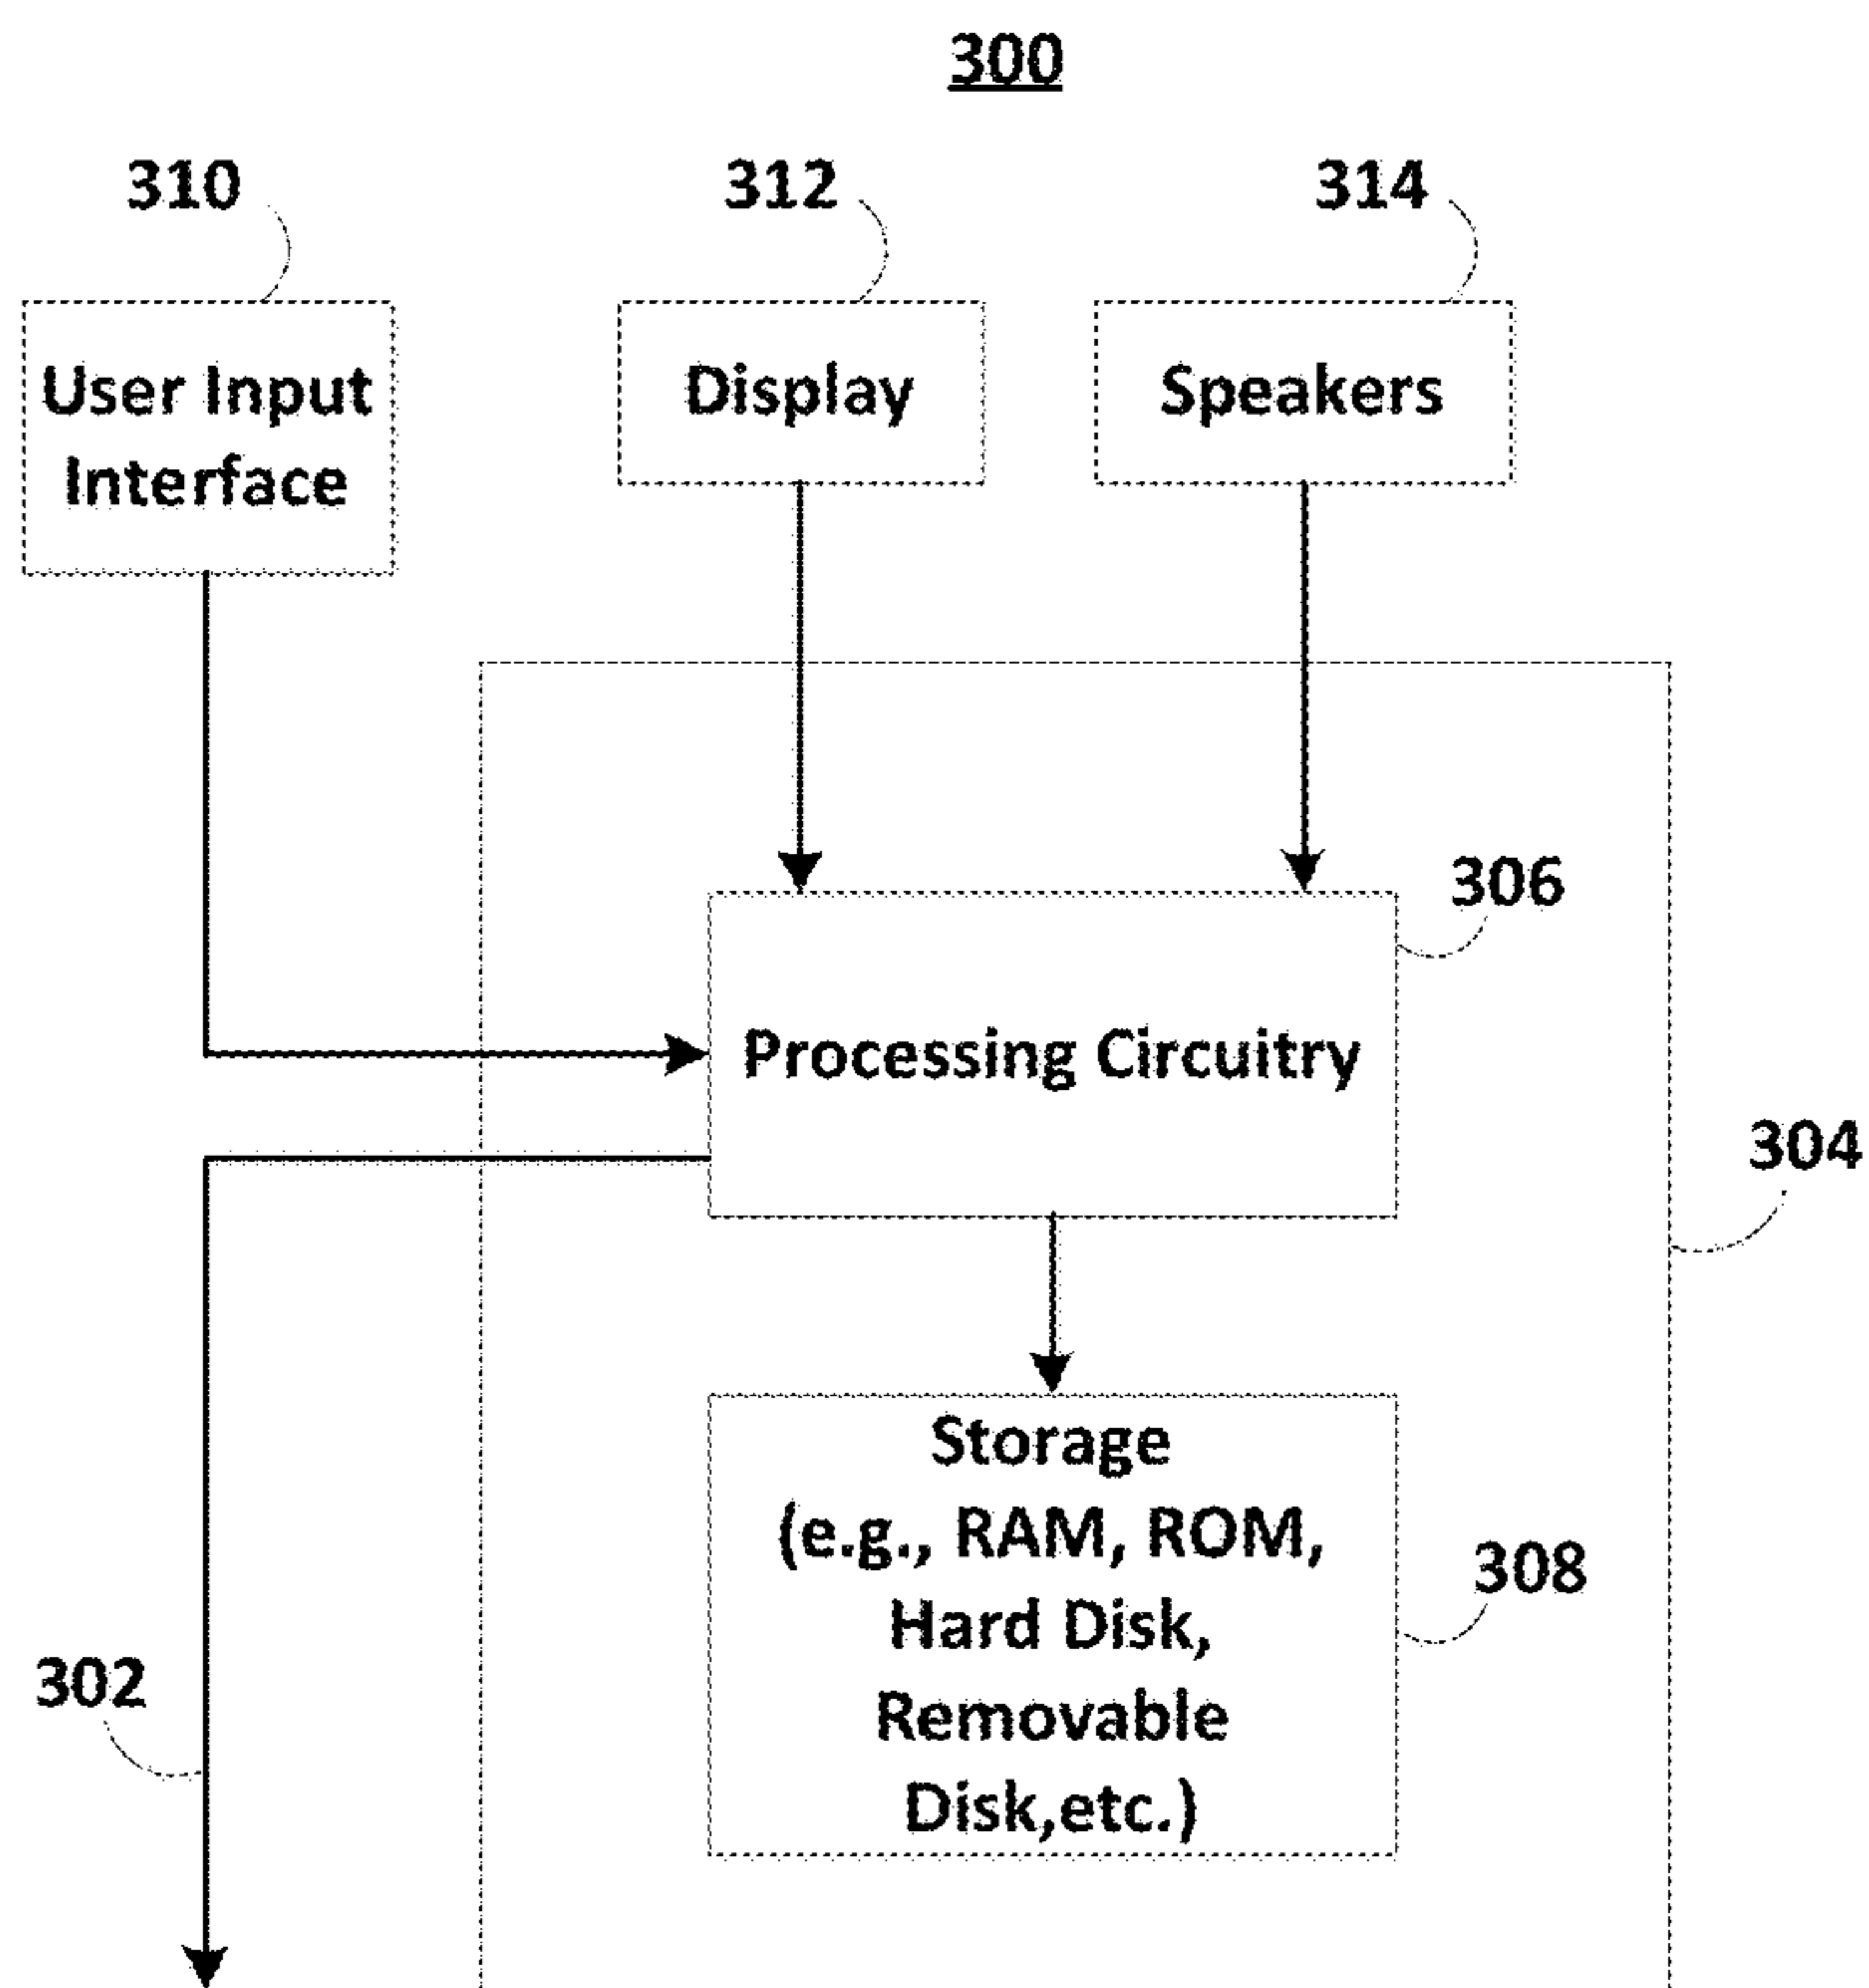 300
310
312
314
User Input
Interface
Display
Speakers
306
Processing Circuitry
304
Storage
(e.g., RAM, ROM,
Hard Disk,
Removable
Disk,etc.)
308
302